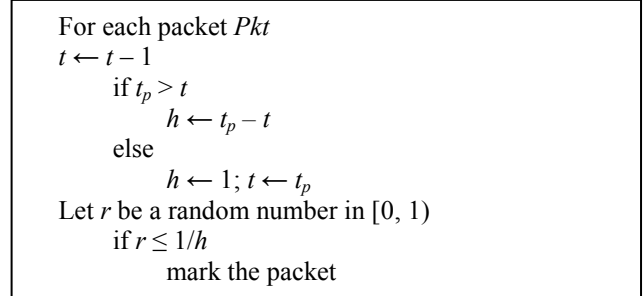 For each packet Pkt
t ← t – 1
if tp > t
h ← tp – t
else
h ← 1; t ← tp
Let r be a random number in [0, 1)
if r ≤ 1/h
mark the packet